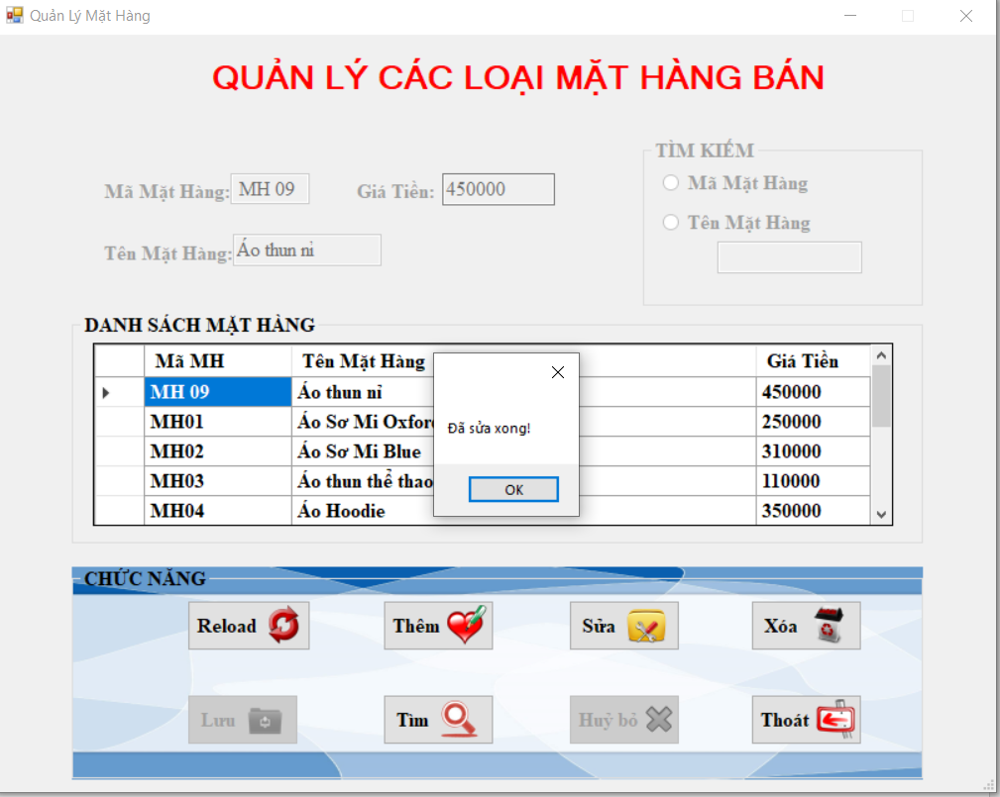 Quản Lý Mặt Hàng
QUẢN LÝ CÁC LOẠI MẶT HÀNG BÁN
TÌM KIẾM
Mã Mặt Hàng: MH 09 Giá Tiền: 450000
Mã Mặt Hàng
Tên Mặt Hàng
Tên Mặt Hàng: Áo thun nỉ
DANH SÁCH MẶT HÀNG
Mã MH Tên Mặt Hàng Giá Tiền
MH 09 Áo thun nỉ 450000
MH01 Áo Sơ Mi Oxford 250000
MH02 Áo Sơ Mi Blue 310000
MH03 Áo thun thể thao 110000
MH04 Áo Hoodie 350000
Đã sửa xong!
OK
CHỨC NĂNG
Reload Thêm Sửa Xóa
Lưu Tìm Huỷ bỏ Thoát